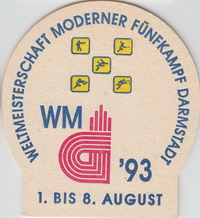 WELTMEISTERSCHAFT MODERNER FÜNFKAMPF DARMSTADT
WM
'93
1. BIS 8. AUGUST